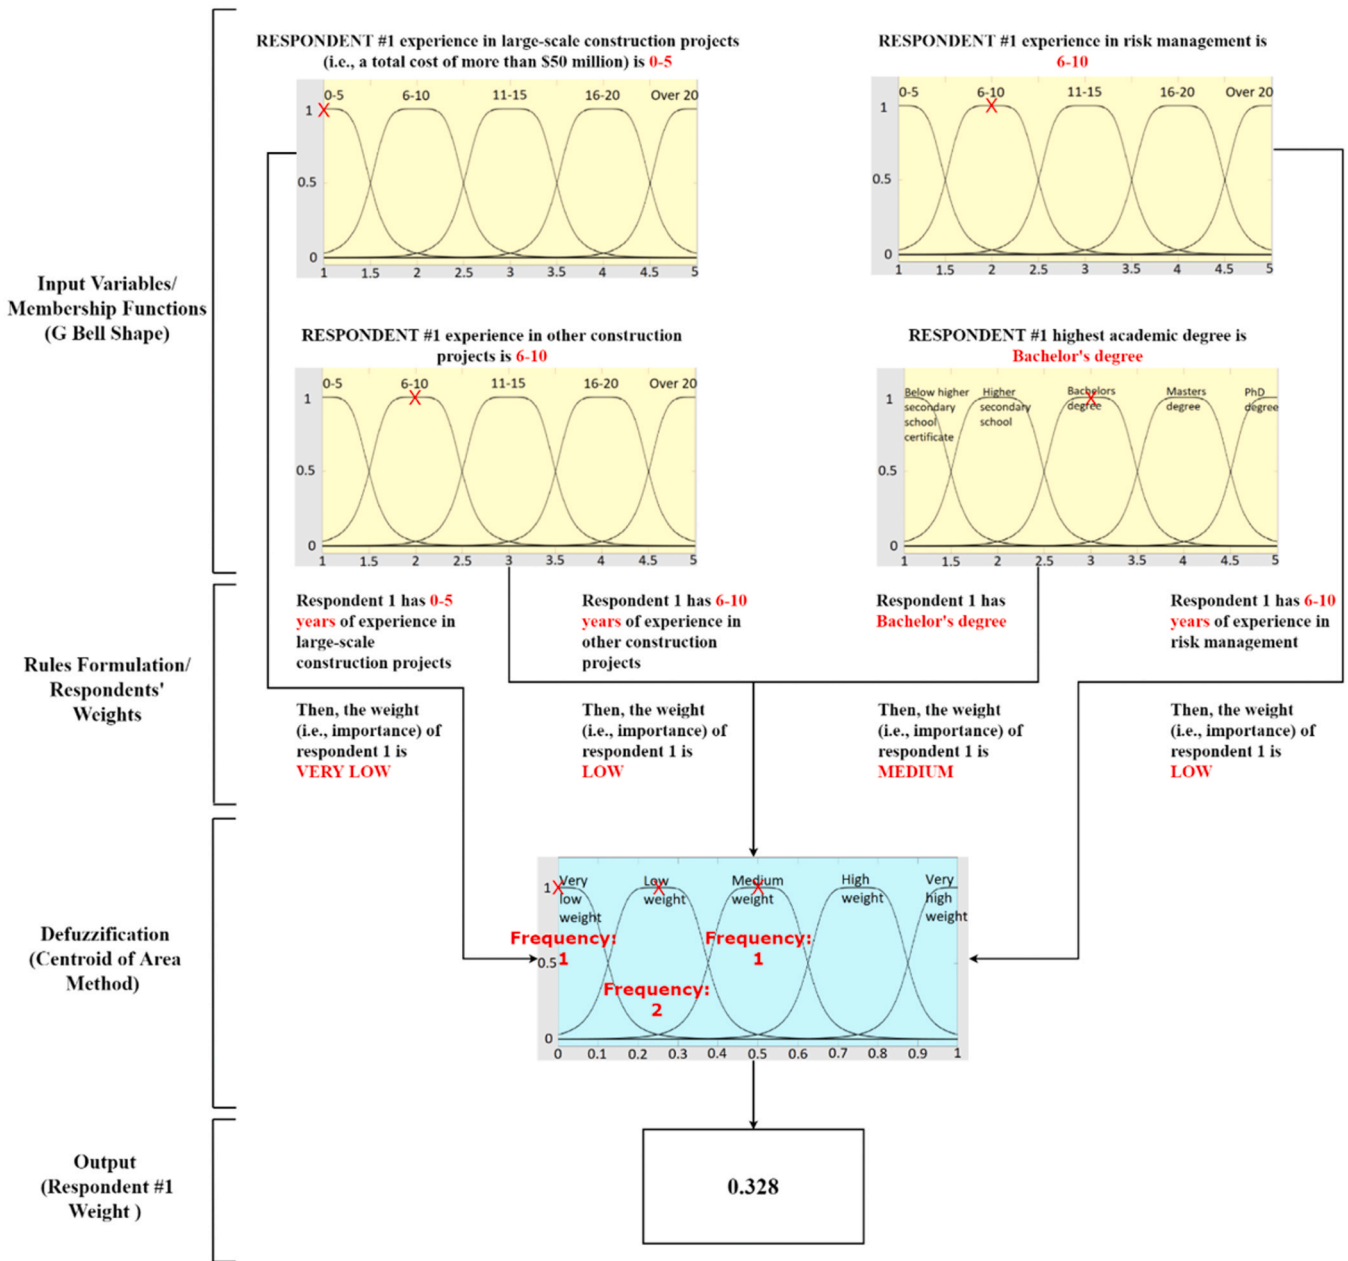 RESPONDENT #1 experience in large-scale construction projects
(i.e., a total cost of more than $50 million) is 0-5
0-5 6-10 11-15 16-20 Over 20
1
0.5
0
1 1.5 2 2.5 3 3.5 4 4.5 5
RESPONDENT #1 experience in risk management is
6-10
0-5 6-10 11-15 16-20 Over 20
1
0.5
0
1 1.5 2 2.5 3 3.5 4 4.5 5
Input Variables/
Membership Functions
(G Bell Shape)
RESPONDENT #1 experience in other construction
projects is 6-10
0-5 6-10 11-15 16-20 Over 20
1
0.5
0
1 1.5 2 2.5 3 3.5 4 4.5 5
RESPONDENT #1 highest academic degree is
Bachelor's degree
Below higher
secondary
school
certificate
Higher
secondary
school
Bachelors
degree
Masters
degree
PhD
degree
1
0.5
0
1 1.5 2 2.5 3 3.5 4 4.5 5
Rules Formulation/
Respondents'
Weights
Respondent 1 has 0-5
years of experience in
large-scale
construction projects
Then, the weight
(i.e., importance) of
respondent 1 is
VERY LOW
Respondent 1 has 6-10
years of experience in
other construction
projects
Then, the weight
(i.e., importance) of
respondent 1 is
LOW
Respondent 1 has
Bachelor's degree
Then, the weight
(i.e., importance) of
respondent 1 is
MEDIUM
Respondent 1 has 6-10
years of experience in
risk management
Then, the weight
(i.e., importance) of
respondent 1 is
LOW
Defuzzification
(Centroid of Area
Method)
Very
low
weight
Low
weight
Medium
weight
High
weight
Very
high
weight
Frequency:
1
Frequency:
2
Frequency:
1
1
0.5
0
0 0.1 0.2 0.3 0.4 0.5 0.6 0.7 0.8 0.9 1
Output
(Respondent #1
Weight )
0.328